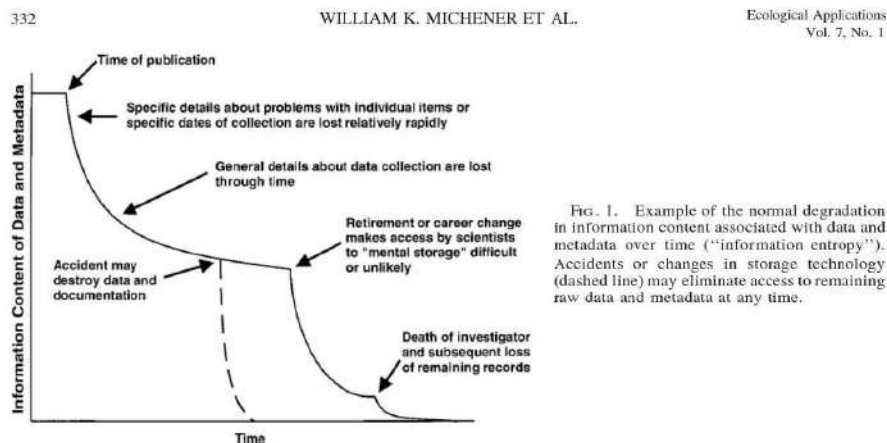 332
WILLIAM K. MICHENER ET AL.
Ecological Applications
Vol. 7, No. 1
Time of publication
Specific details about problems with individual items or
specific dates of collection are lost relatively rapidly
General details about data collection are lost
through time
Retirement or career change
makes access by scientists
to "mental storage" difficult
or unlikely
Accident may
destroy data and
documentation
Death of investigator
and subsequent loss
of remaining records
Information Content of Data and Metadata
Time
FIG. 1. Example of the normal degradation
in information content associated with data and
metadata over time (“information entropy”).
Accidents or changes in storage technology
(dashed line) may eliminate access to remaining
raw data and metadata at any time.